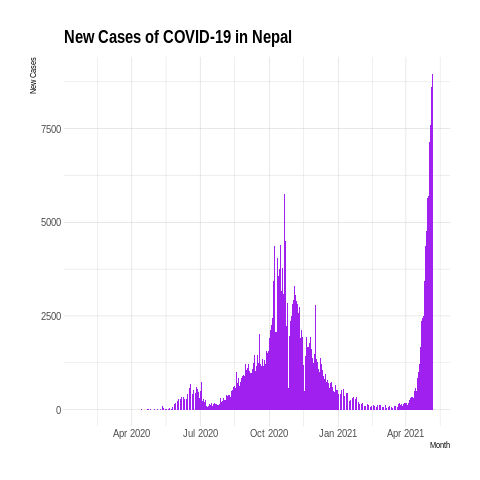 New Cases of COVID-19 in Nepal
New Cases
7500
5000
2500
0
Apr 2020 Jul 2020 Oct 2020 Jan 2021 Apr 2021
Month